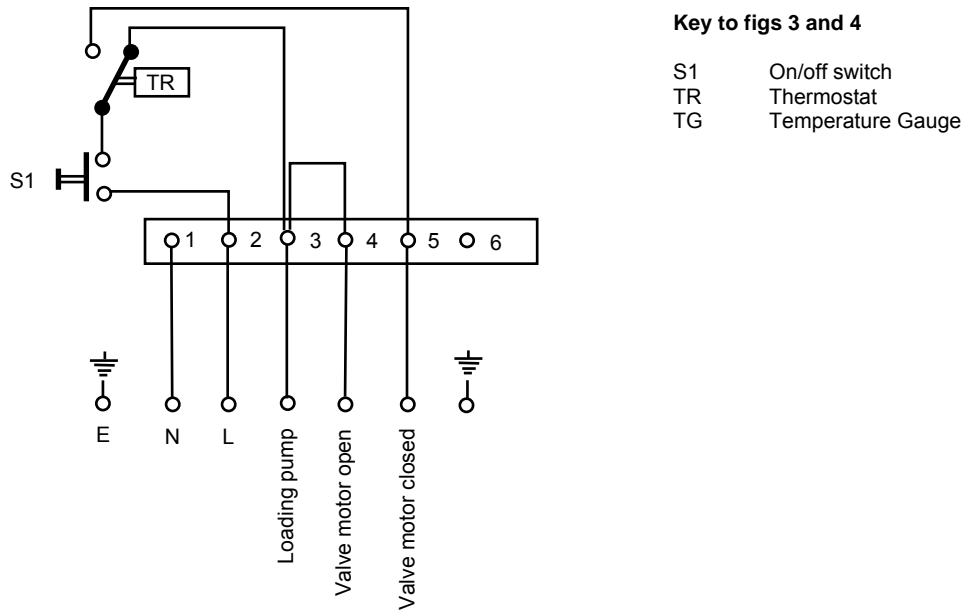 Key to figs 3 and 4
S1 On/off switch
TR Thermostat
TG Temperature Gauge
TR
S1
1 2 3 4 5 6
E N L Loading pump Valve motor open Valve motor closed